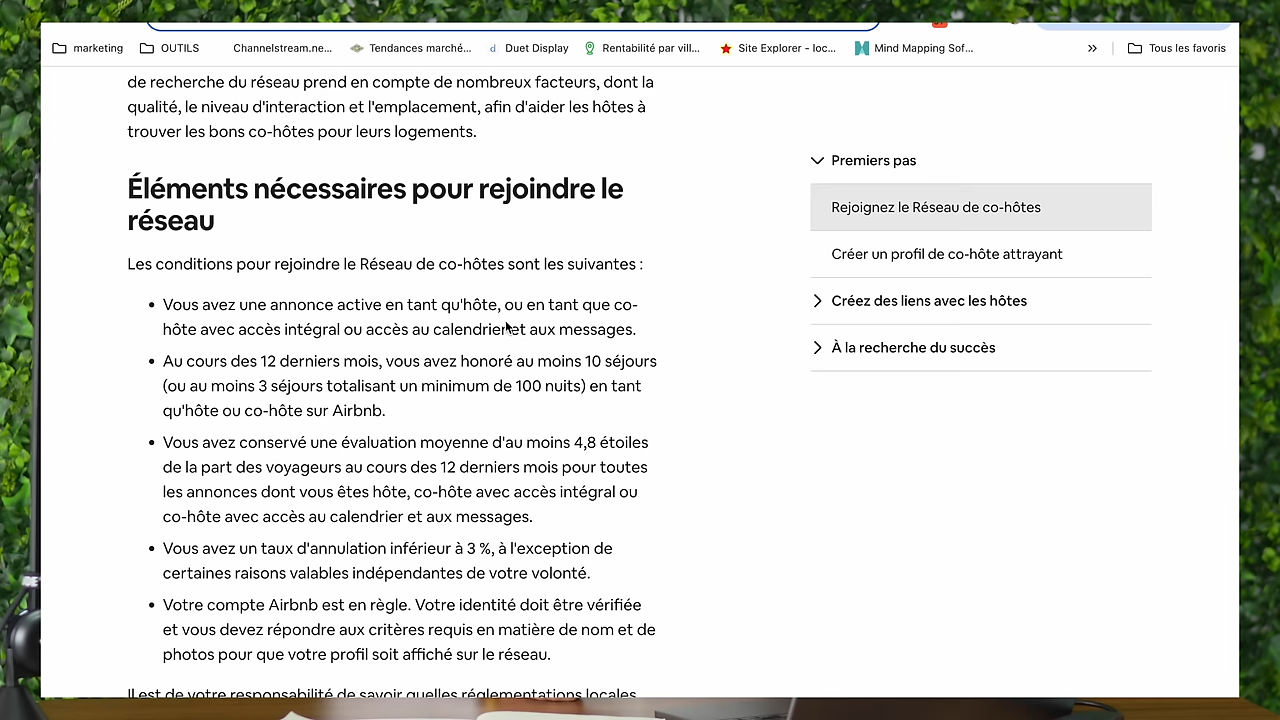 marketing
OUTILS
Channelstream.ne...
Tendances marché...
Duet Display
Rentabilité par vill...
Site Explorer - loc...
Mind Mapping Sof...
Tous les favoris
de recherche du réseau prend en compte de nombreux facteurs, dont la
qualité, le niveau d'interaction et l'emplacement, afin d'aider les hôtes à
trouver les bons co-hôtes pour leurs logements.
Éléments nécessaires pour rejoindre le
réseau
Les conditions pour rejoindre le Réseau de co-hôtes sont les suivantes :
• Vous avez une annonce active en tant qu'hôte, ou en tant que co-
hôte avec accès intégral ou accès au calendrier et aux messages.
• Au cours des 12 derniers mois, vous avez honoré au moins 10 séjours
(ou au moins 3 séjours totalisant un minimum de 100 nuits) en tant
qu'hôte ou co-hôte sur Airbnb.
• Vous avez conservé une évaluation moyenne d'au moins 4,8 étoiles
de la part des voyageurs au cours des 12 derniers mois pour toutes
les annonces dont vous êtes hôte, co-hôte avec accès intégral ou
co-hôte avec accès au calendrier et aux messages.
• Vous avez un taux d'annulation inférieur à 3 %, à l'exception de
certaines raisons valables indépendantes de votre volonté.
• Votre compte Airbnb est en règle. Votre identité doit être vérifiée
et vous devez répondre aux critères requis en matière de nom et de
photos pour que votre profil soit affiché sur le réseau.
Il est de votre responsabilité de savoir quelles réglementations locales
Premiers pas
Rejoignez le Réseau de co-hôtes
Créer un profil de co-hôte attrayant
Créez des liens avec les hôtes
À la recherche du succès